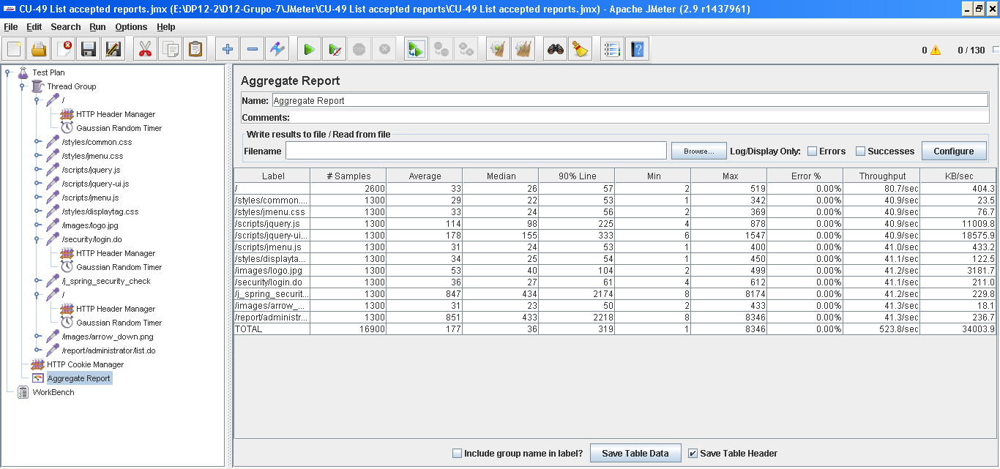 CU-49 List accepted reports.jmx (E:\DP12-2\D12-Grupo-7\JMeter\CU-49 List accepted reports\CU-49 List accepted reports.jmx) - Apache JMeter (2.9 r1437961)
File Edit Search Run Options Help
0 0 / 130
Test Plan
Thread Group
/
HTTP Header Manager
Gaussian Random Timer
/styles/common.css
/styles/jmenu.css
/scripts/jquery.js
/scripts/jquery-ui.js
/scripts/jmenu.js
/styles/displaytag.css
/images/logo.jpg
/security/login.do
HTTP Header Manager
Gaussian Random Timer
/j_spring_security_check
/
HTTP Header Manager
Gaussian Random Timer
/images/arrow_down.png
/report/administrator/list.do
HTTP Cookie Manager
Aggregate Report
WorkBench
Aggregate Report
Name: Aggregate Report
Comments:
Write results to file / Read from file
Filename Browse... Log/Display Only: Errors Successes Configure
Label # Samples Average Median 90% Line Min Max Error % Throughput KB/sec
/ 2600 33 26 57 2 519 0.00% 80.7/sec 404.3
/styles/common.... 1300 29 22 53 1 342 0.00% 40.9/sec 23.5
/styles/jmenu.css 1300 33 24 56 2 369 0.00% 40.9/sec 76.7
/scripts/jquery.js 1300 114 98 225 4 878 0.00% 40.9/sec 11009.8
/scripts/jquery-ui... 1300 178 155 333 6 1547 0.00% 40.9/sec 18575.9
/scripts/jmenu.js 1300 31 24 53 1 400 0.00% 41.0/sec 433.2
/styles/displayta... 1300 34 25 54 1 450 0.00% 41.1/sec 122.5
/images/logo.jpg 1300 53 40 104 2 499 0.00% 41.2/sec 3181.7
/security/login.do 1300 36 27 61 4 612 0.00% 41.1/sec 211.0
/j_spring_securit... 1300 847 434 2174 8 8174 0.00% 41.2/sec 229.8
/images/arrow_... 1300 31 23 50 2 433 0.00% 41.3/sec 18.1
/report/administr... 1300 851 433 2218 8 8346 0.00% 41.3/sec 236.7
TOTAL 16900 177 36 319 1 8346 0.00% 523.8/sec 34003.9
Include group name in label? Save Table Data Save Table Header